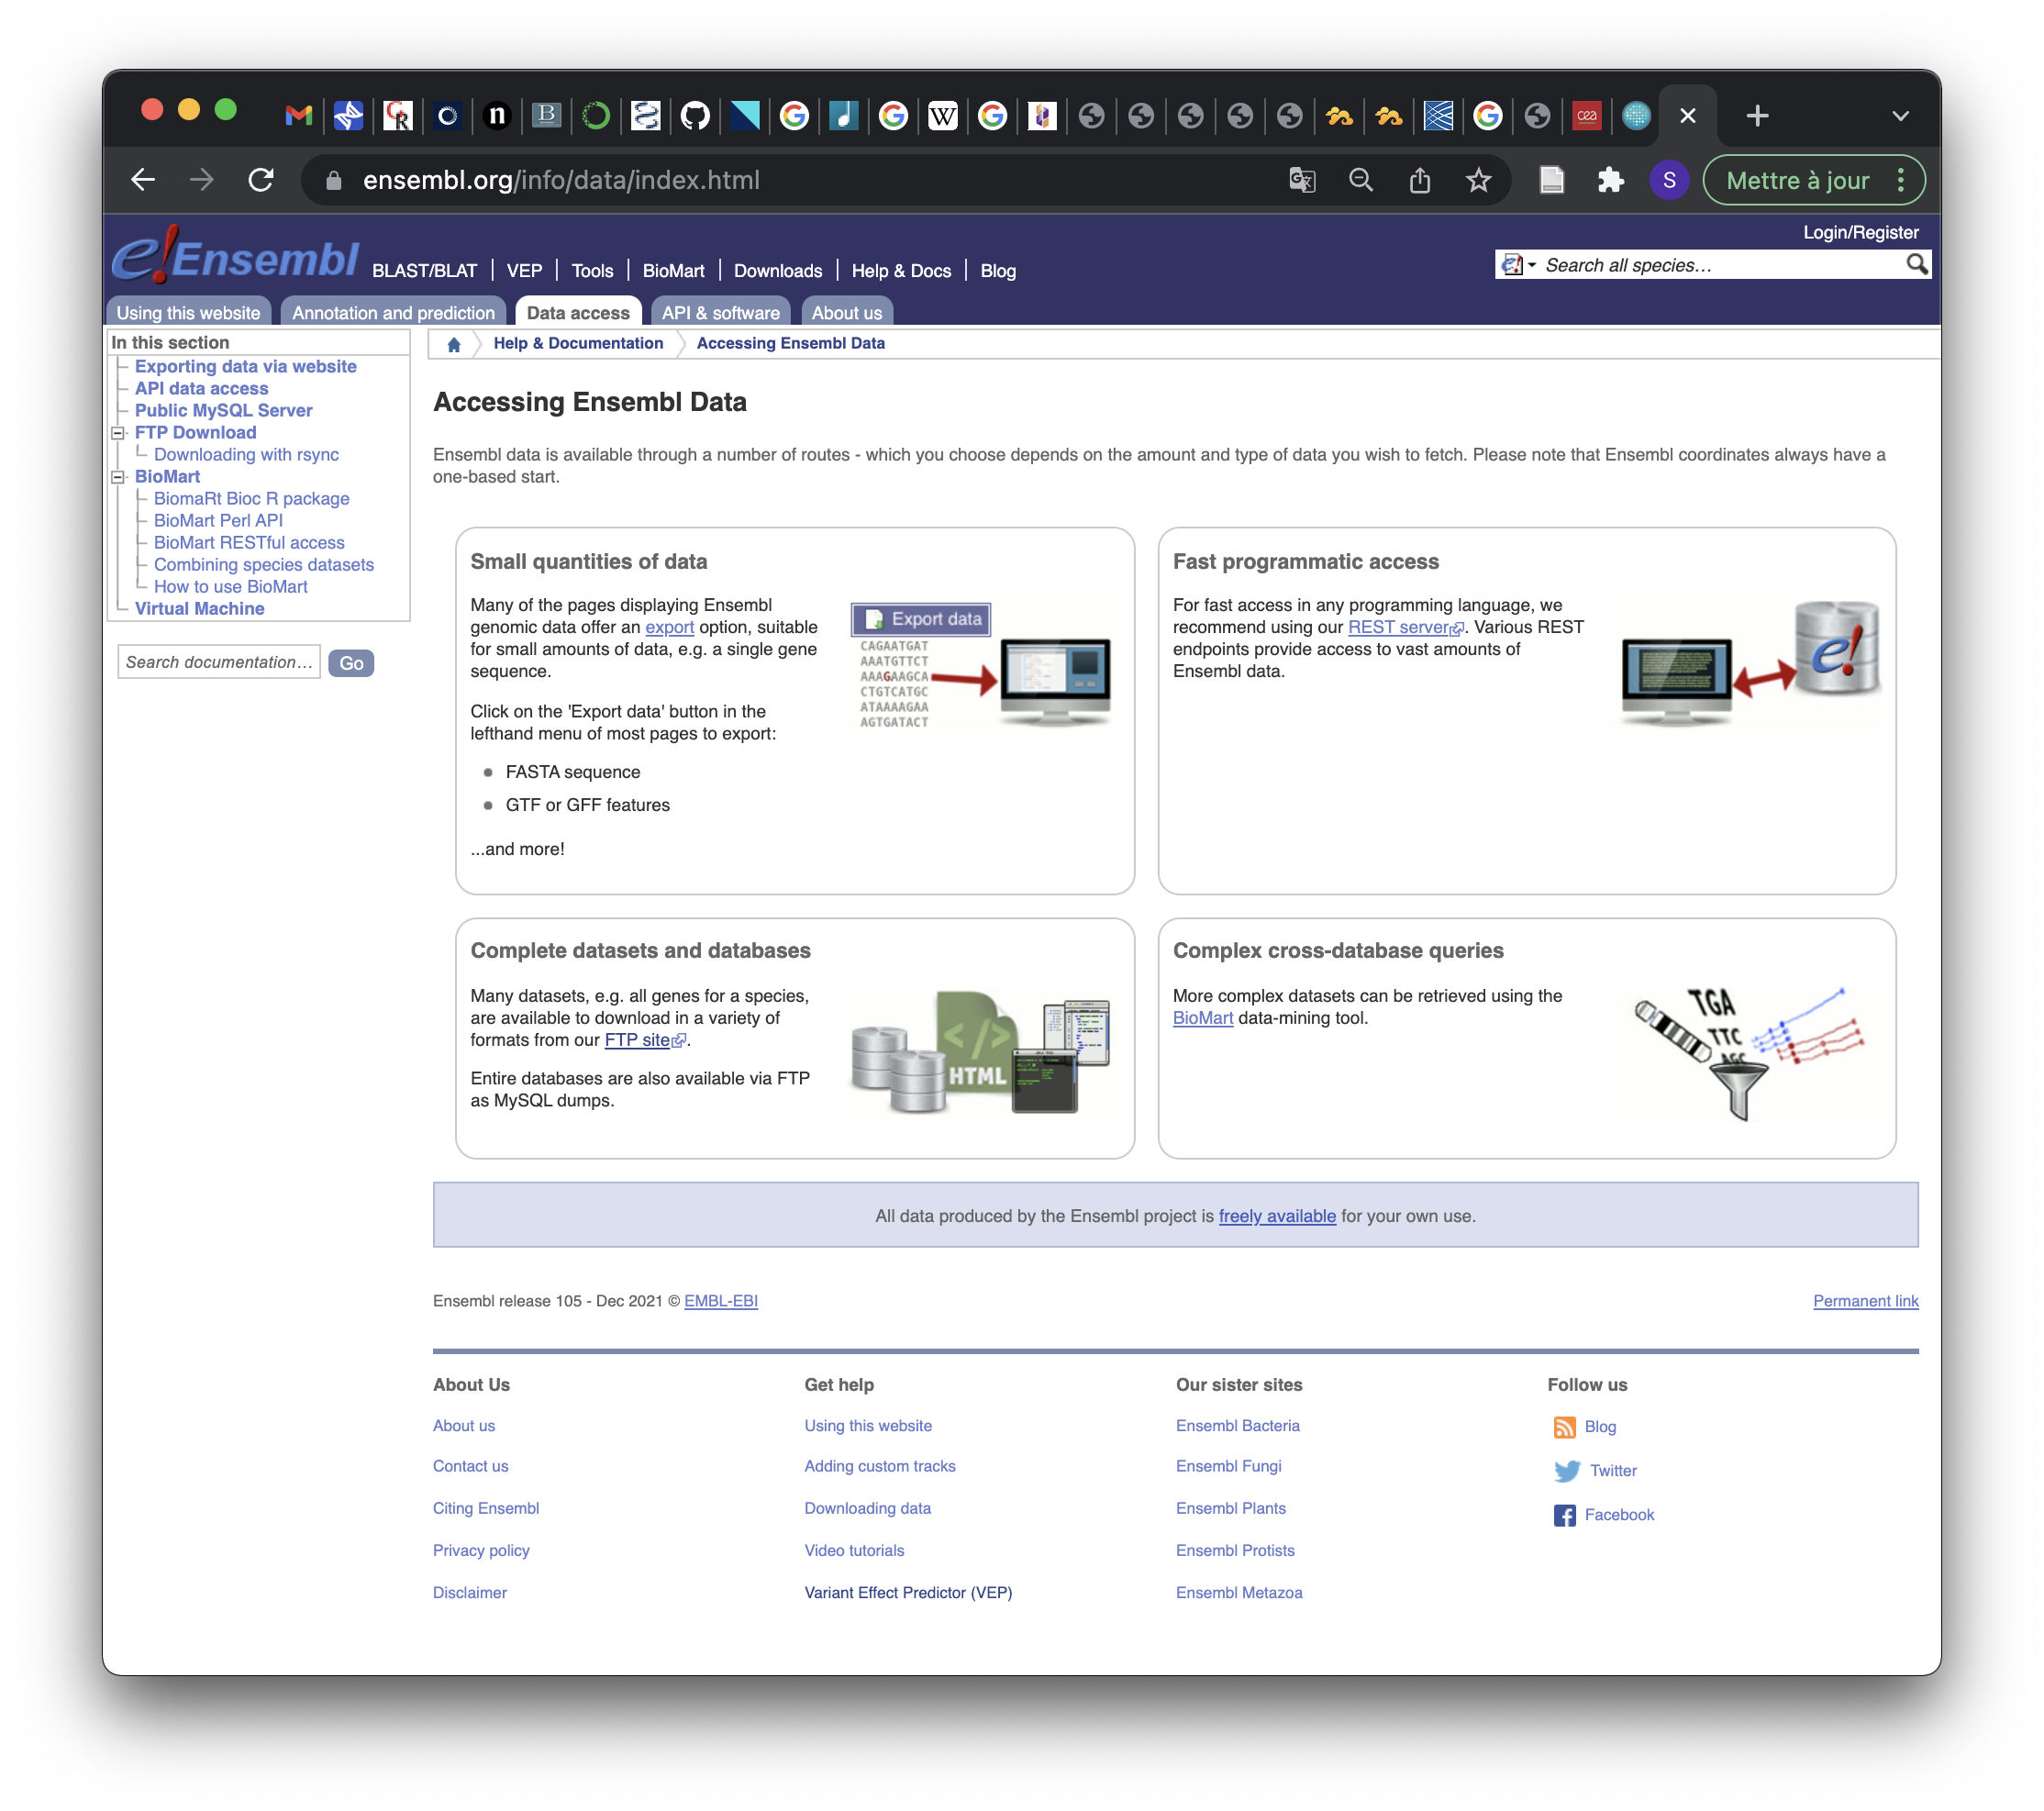 ensembl.org/info/data/index.html
S
Mettre à jour
e!Ensembl
BLAST/BLAT | VEP | Tools | BioMart | Downloads | Help & Docs | Blog
Login/Register
Search all species...
Using this website
Annotation and prediction
Data access
API & software
About us
In this section
Exporting data via website
API data access
Public MySQL Server
FTP Download
Downloading with rsync
BioMart
BiomaRt Bioc R package
BioMart Perl API
BioMart RESTful access
Combining species datasets
How to use BioMart
Virtual Machine
Search documentation...
Go
Help & Documentation
Accessing Ensembl Data
Accessing Ensembl Data
Ensembl data is available through a number of routes - which you choose depends on the amount and type of data you wish to fetch. Please note that Ensembl coordinates always have a
one-based start.
Small quantities of data
Many of the pages displaying Ensembl
genomic data offer an export option, suitable
for small amounts of data, e.g. a single gene
sequence.
Click on the 'Export data' button in the
lefthand menu of most pages to export:
FASTA sequence
GTF or GFF features
...and more!
Export data
CAGAATGAT
AAATGTTCT
AAAGAAGCA
CTGTCATGC
ATAAAAGAA
AGTGATACT
Fast programmatic access
For fast access in any programming language, we
recommend using our REST server. Various REST
endpoints provide access to vast amounts of
Ensembl data.
e!
Complete datasets and databases
Many datasets, e.g. all genes for a species,
are available to download in a variety of
formats from our FTP site.
Entire databases are also available via FTP
as MySQL dumps.
</>
HTML
Complex cross-database queries
More complex datasets can be retrieved using the
BioMart data-mining tool.
TGA
TTC
AGC
All data produced by the Ensembl project is freely available for your own use.
Ensembl release 105 - Dec 2021 © EMBL-EBI
Permanent link
About Us
About us
Contact us
Citing Ensembl
Privacy policy
Disclaimer
Get help
Using this website
Adding custom tracks
Downloading data
Video tutorials
Variant Effect Predictor (VEP)
Our sister sites
Ensembl Bacteria
Ensembl Fungi
Ensembl Plants
Ensembl Protists
Ensembl Metazoa
Follow us
Blog
Twitter
Facebook